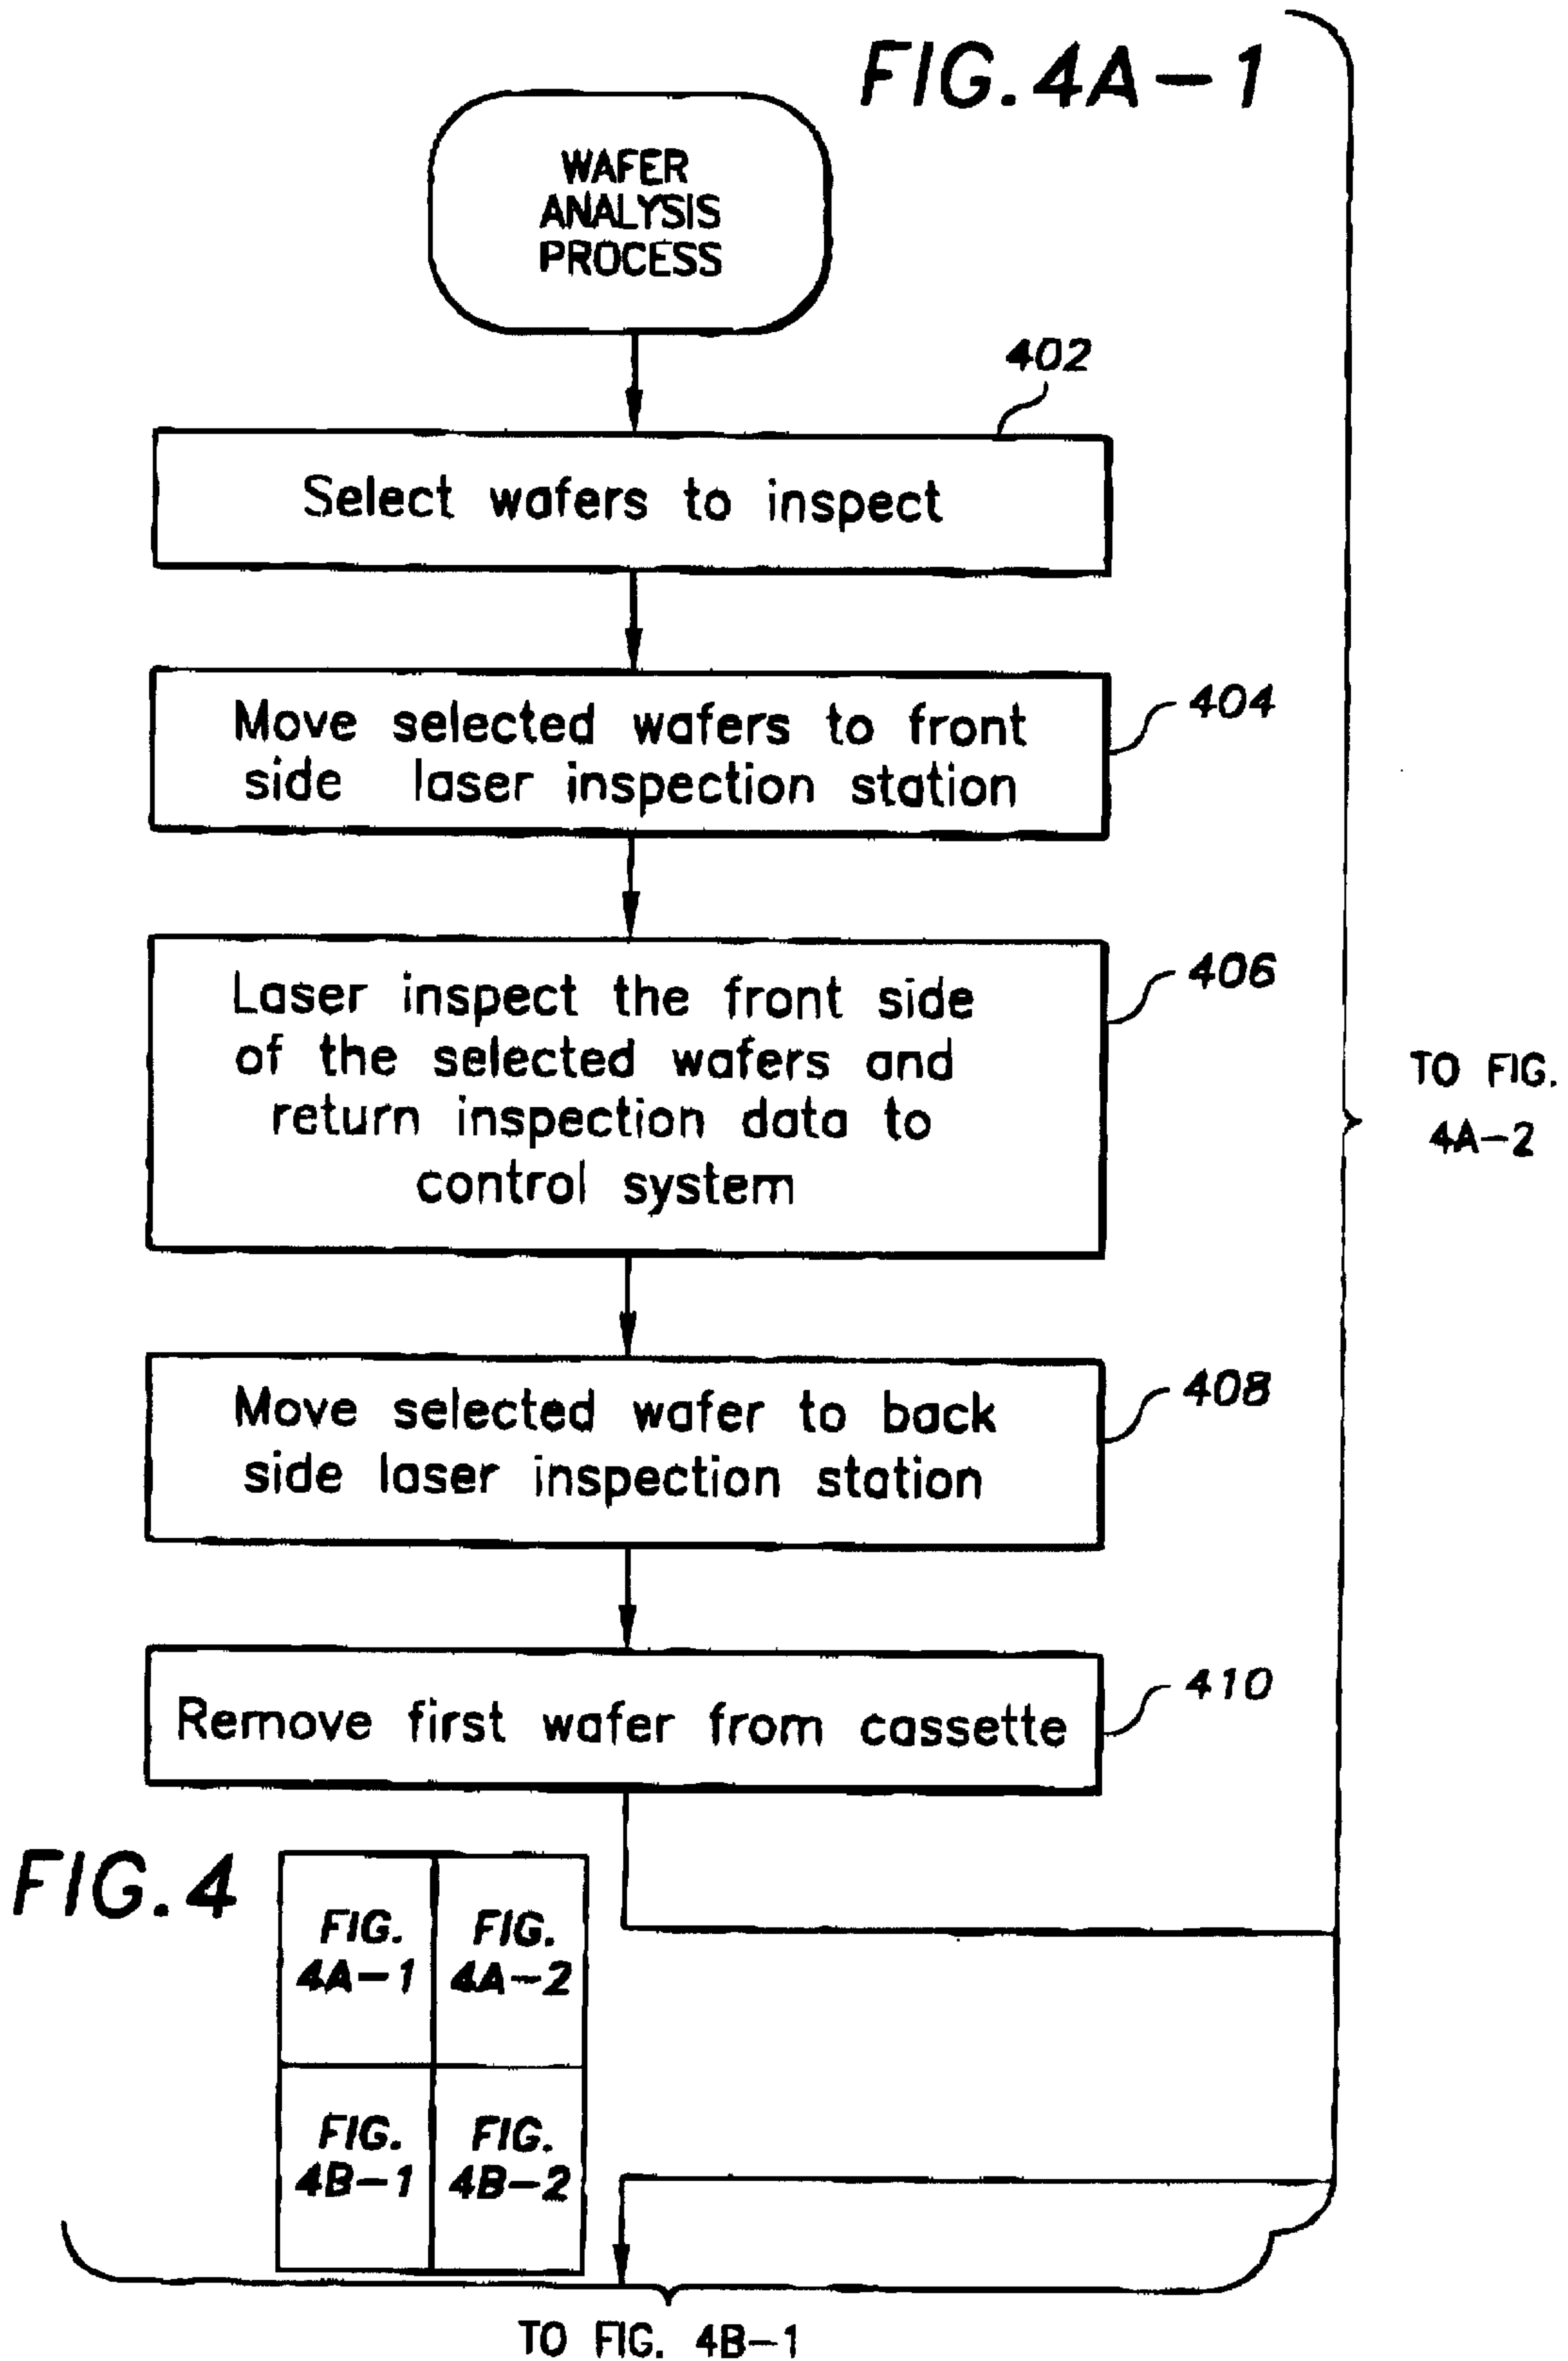 FIG. 4A-1
WAFER
ANALYSIS
PROCESS
402
Select wafers to inspect
404
Move selected wafers to front
side laser inspection station
406
Laser inspect the front side
of the selected wafers and
return inspection data to
control system
TO FIG.
4A-2
408
Move selected wafer to back
side laser inspection station
410
Remove first wafer from cassette
FIG. 4
FIG.
4A-1
FIG.
4A-2
FIG.
4B-1
FIG.
4B-2
TO FIG. 4B-1